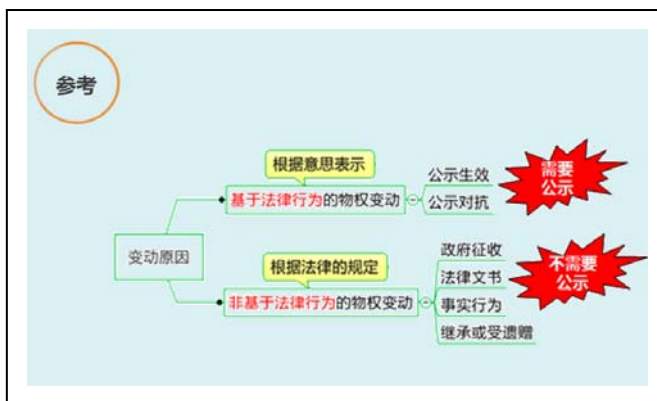 参考
根据意思表示
基于法律行为的物权变动
公示生效
公示对抗
需要
公示
变动原因
根据法律的规定
非基于法律行为的物权变动
政府征收
法律文书
事实行为
继承或受遗赠
不需要
公示